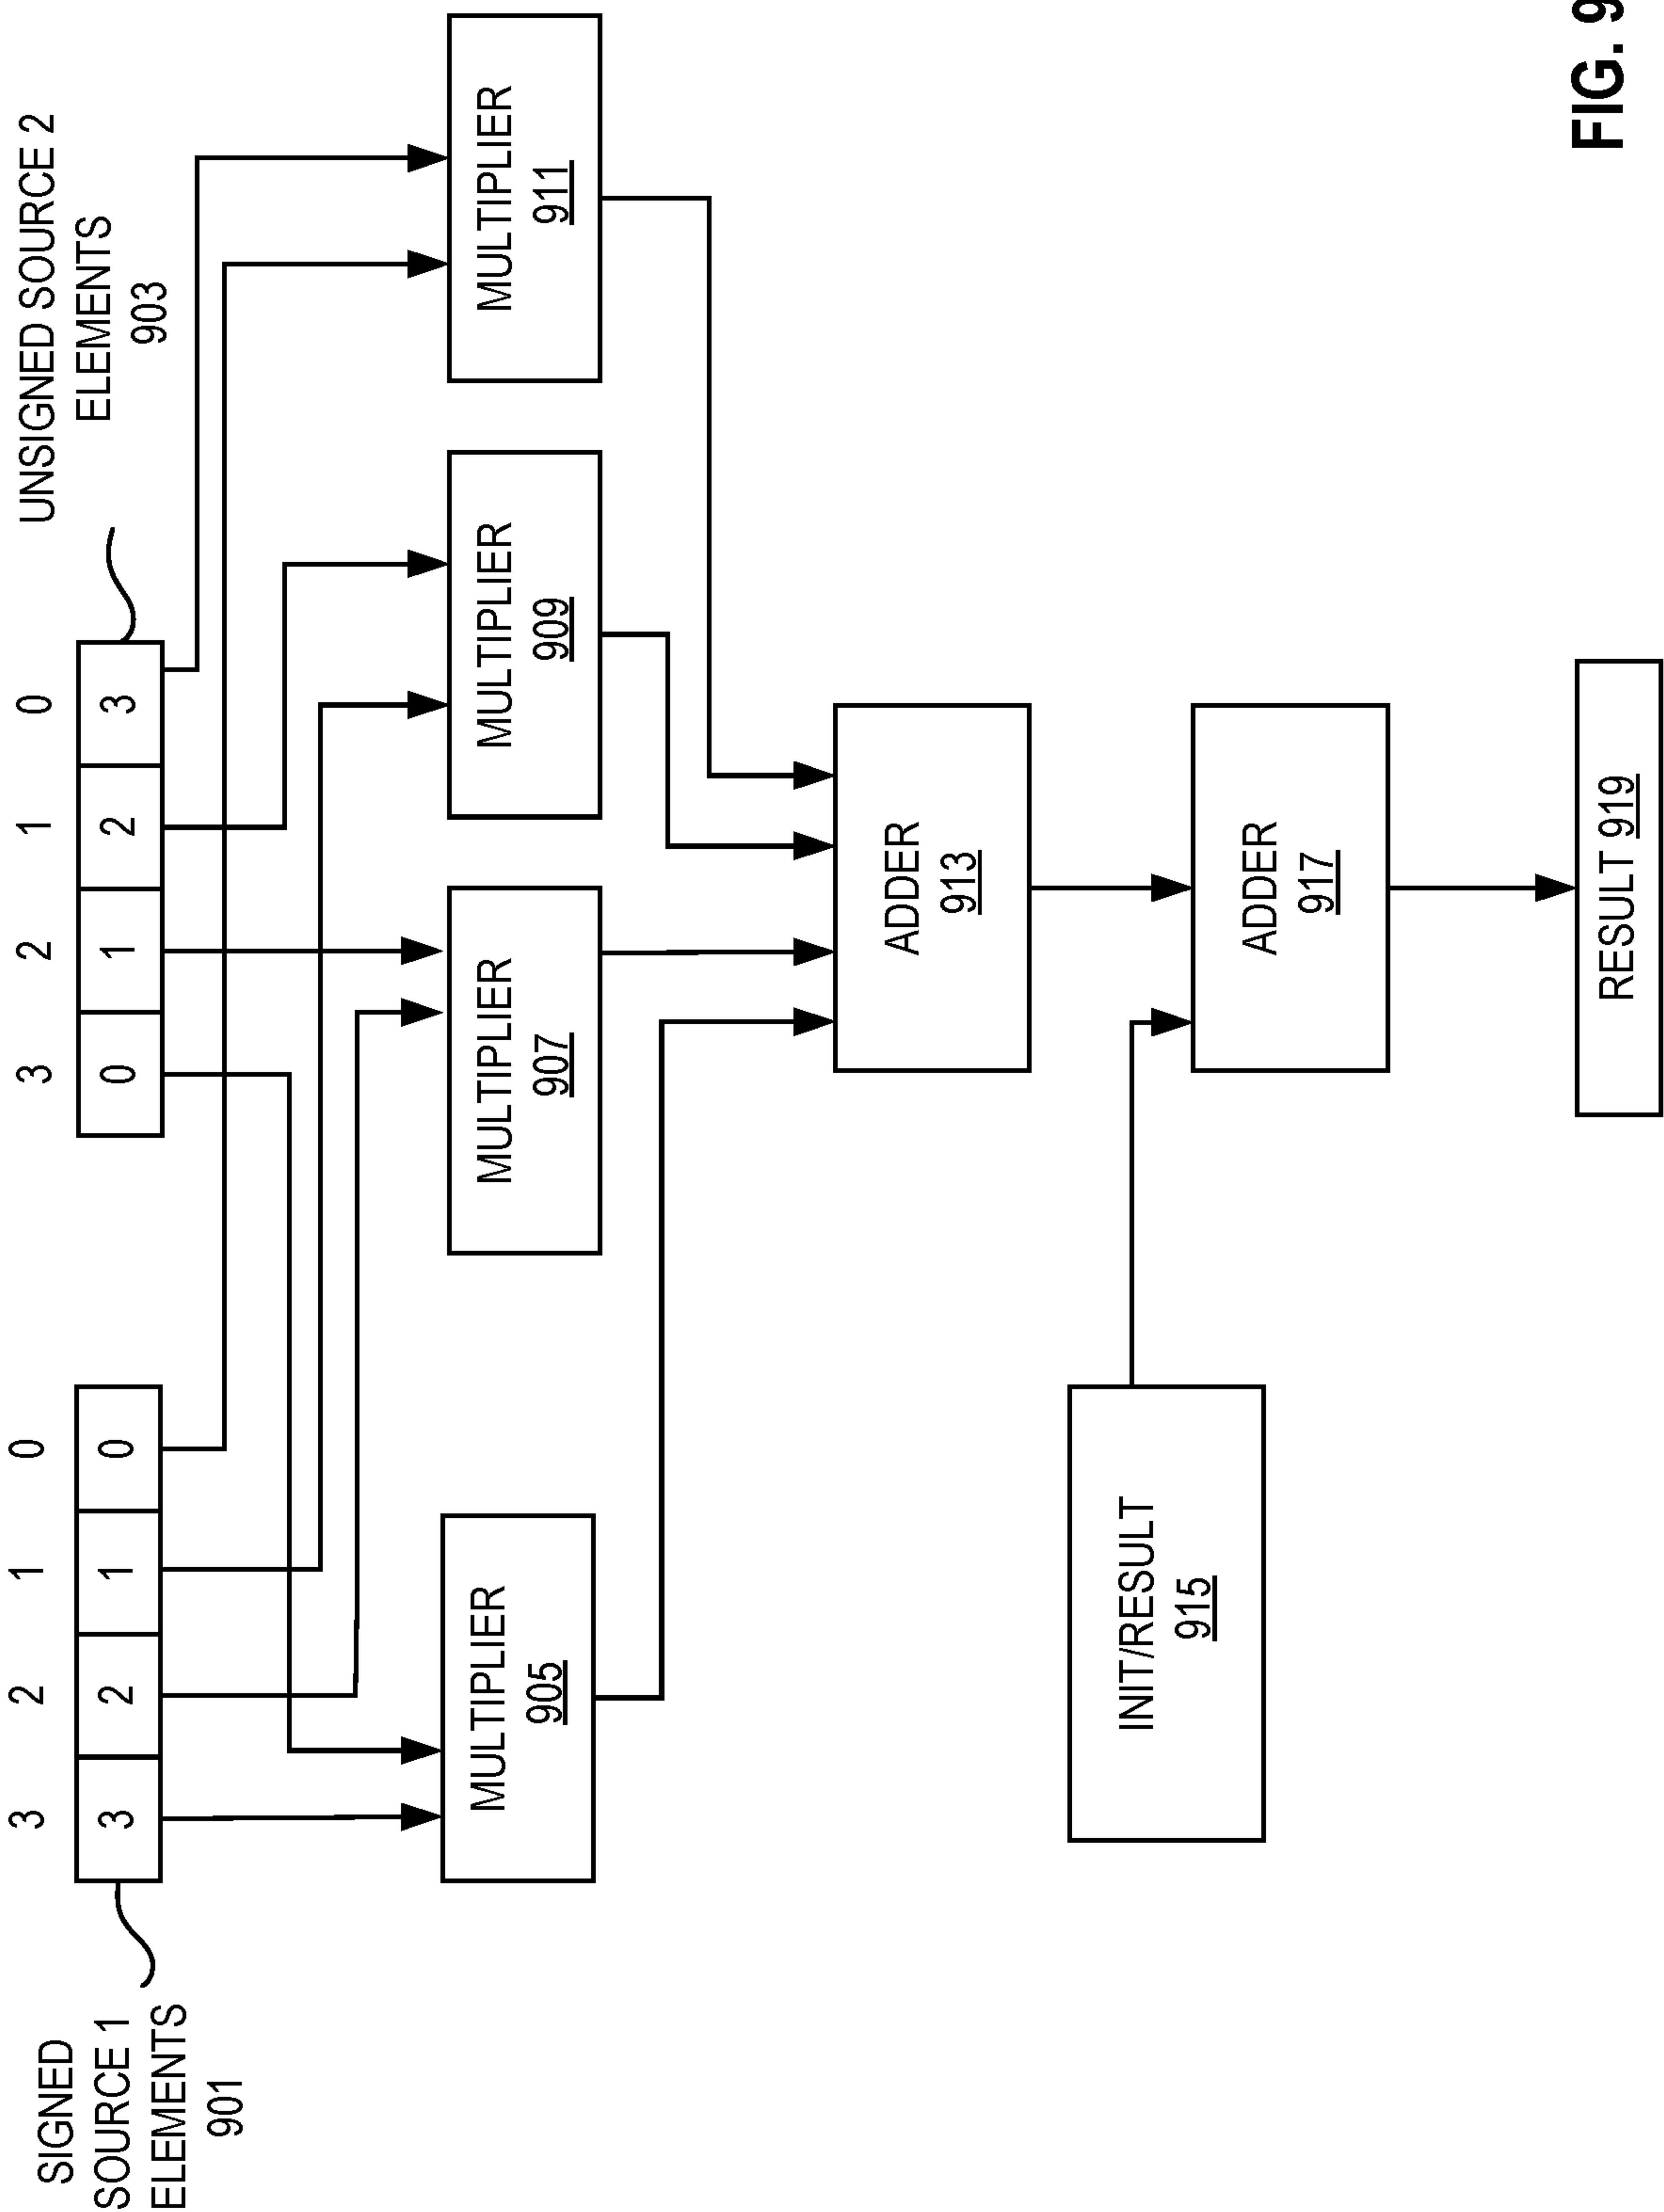 UNSIGNED SOURCE 2
ELEMENTS
903
SIGNED
SOURCE 1
ELEMENTS
901
3 2 1 0
3 2 1 0
3 2 1 0
0 1 2 3
MULTIPLIER
905
MULTIPLIER
907
MULTIPLIER
909
MULTIPLIER
911
ADDER
913
INIT/RESULT
915
ADDER
917
RESULT 919
FIG. 9